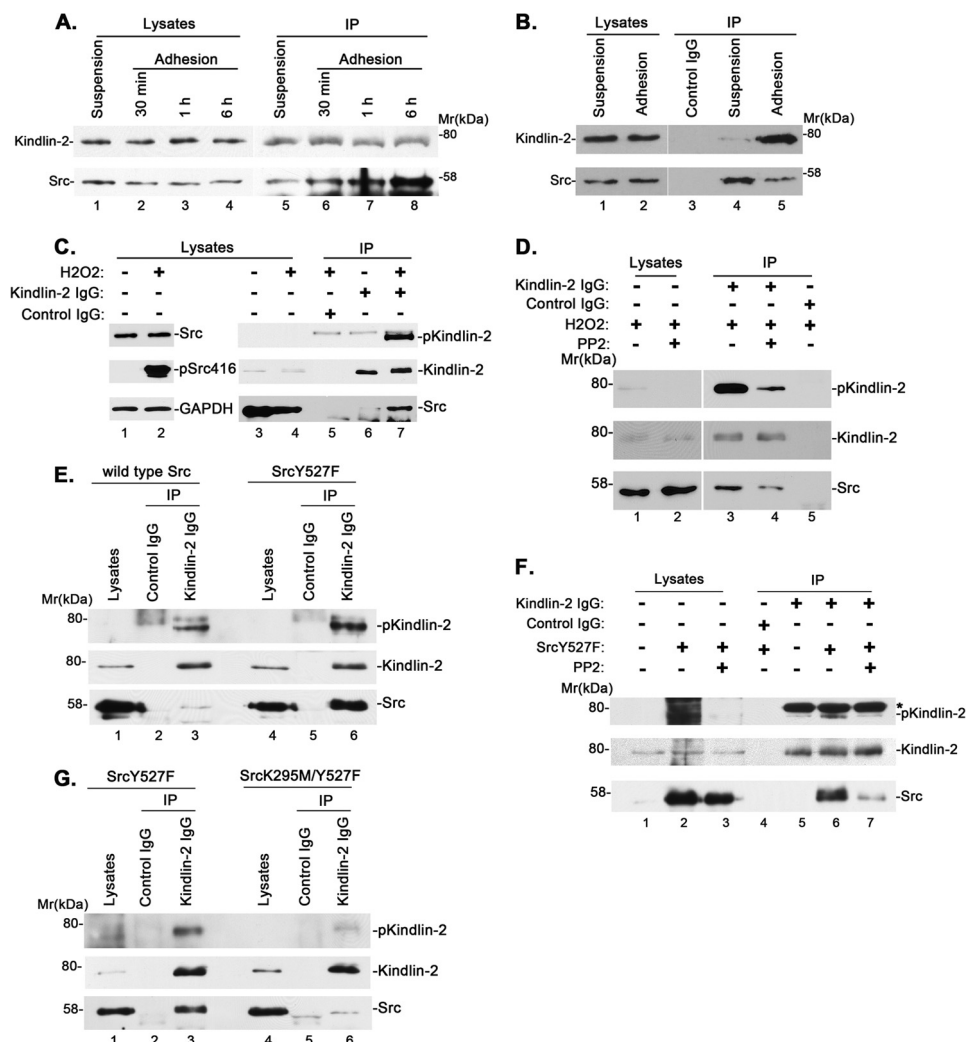 A.
Lysates IP
Adhesion Adhesion
Suspension 30 min 1 h 6 h Suspension 30 min 1 h 6 h
Mr(kDa)
Kindlin-2- -80
Src- -58
1 2 3 4 5 6 7 8
B.
Lysates IP
Suspension Adhesion Control IgG Suspension Adhesion
Mr(kDa)
Kindlin-2- -80
Src- -58
1 2 3 4 5
C.
Lysates IP
H2O2: - + - + + - +
Kindlin-2 IgG: - - - - - + +
Control IgG: - - - - + - -
-Src -pKindlin-2
-pSrc416 -Kindlin-2
-GAPDH -Src
1 2 3 4 5 6 7
D.
Lysates IP
Kindlin-2 IgG: - - + + -
Control IgG: - - - - +
H2O2: + + + + +
PP2: - + - + -
Mr(kDa)
80- -pKindlin-2
80- -Kindlin-2
58- -Src
1 2 3 4 5
E.
wild type Src SrcY527F
IP IP
Lysates Control IgG Kindlin-2 IgG Lysates Control IgG Kindlin-2 IgG
Mr(kDa)
80- -pKindlin-2
80- -Kindlin-2
58- -Src
1 2 3 4 5 6
F.
Lysates IP
Kindlin-2 IgG: - - - - + + +
Control IgG: - - - + - - -
SrcY527F: - + + + - + +
PP2: - - + - - - +
Mr(kDa)
80- *
-pKindlin-2
80- -Kindlin-2
58- -Src
1 2 3 4 5 6 7
G.
SrcY527F SrcK295M/Y527F
IP IP
Lysates Control IgG Kindlin-2 IgG Lysates Control IgG Kindlin-2 IgG
Mr(kDa)
80- -pKindlin-2
80- -Kindlin-2
58- -Src
1 2 3 4 5 6